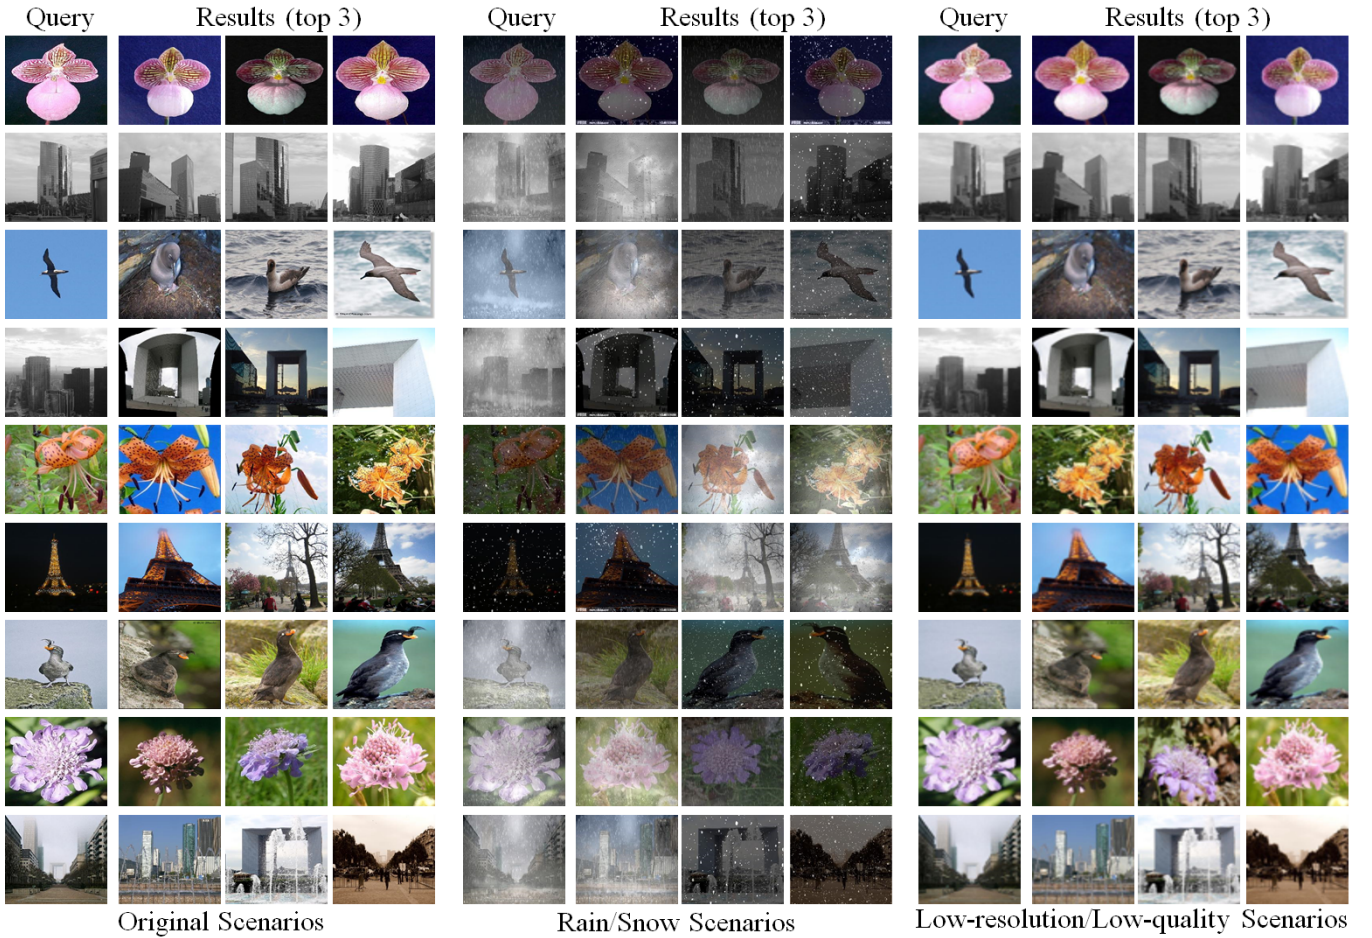 Query Results (top 3) Query Results (top 3) Query Results (top 3)
Original Scenarios
Rain/Snow Scenarios
Low-resolution/Low-quality Scenarios